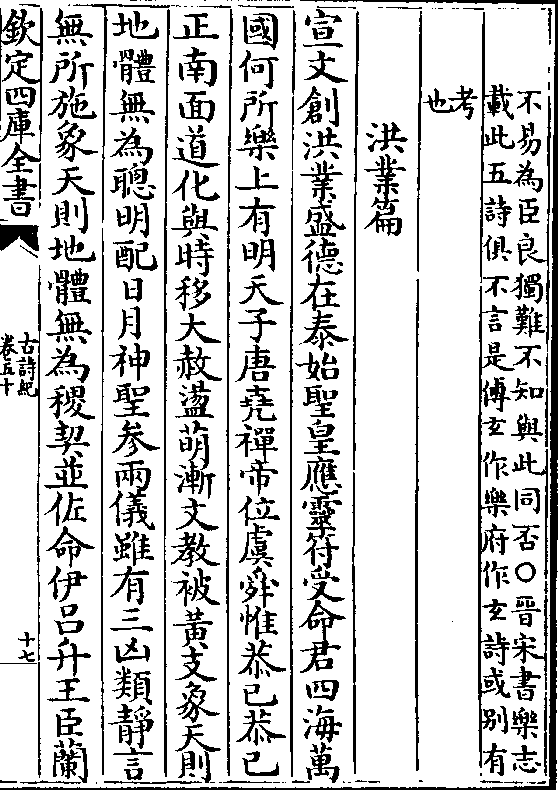 不易為臣良獨難不知與此同否○晉宋書樂志
載此五詩俱不言是傅玄作樂府作玄詩或别有
考
也
洪業篇
宣文創洪業盛德在泰始聖皇應靈符受命君四海萬
國何所樂上有明天子唐堯禪帝位虞舜惟恭己恭己
正南面道化與時移大赦盪萌漸文教被黄支象天則
地體無為聰明配日月神聖參兩儀雖有三凶類靜言
無所施象天則地體無為稷契並佐命伊呂升王臣蘭
欽定四庫全書
古詩紀
卷五十
十七